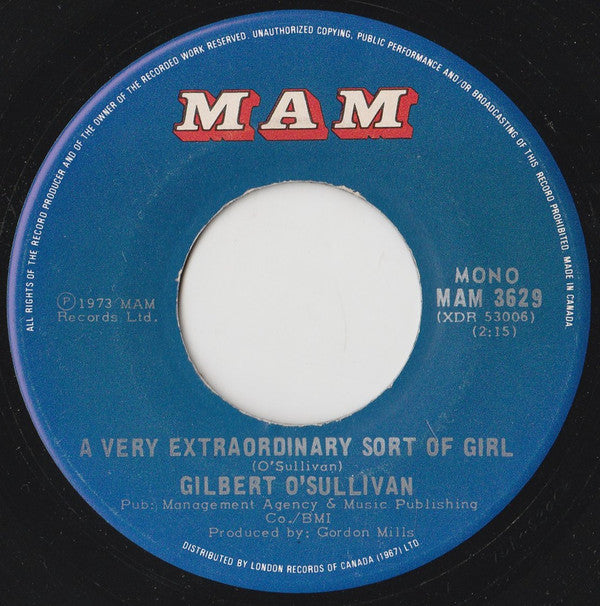 ALL RIGHTS OF THE RECORD PRODUCER AND OF THE OWNER OF THE RECORDED WORK RESERVED. UNAUTHORIZED COPYING, PUBLIC PERFORMANCE AND/OR BROADCASTING OF THIS RECORD PROHIBITED. MADE IN CANADA.
MAM
℗ 1973 MAM
Records Ltd.
MONO
MAM 3629
(XDR 53006)
(2:15)
A VERY EXTRAORDINARY SORT OF GIRL
(O'Sullivan)
GILBERT O'SULLIVAN
Pub: Management Agency & Music Publishing
Co./BMI
Produced by: Gordon Mills
DISTRIBUTED BY LONDON RECORDS OF CANADA (1967) LTD